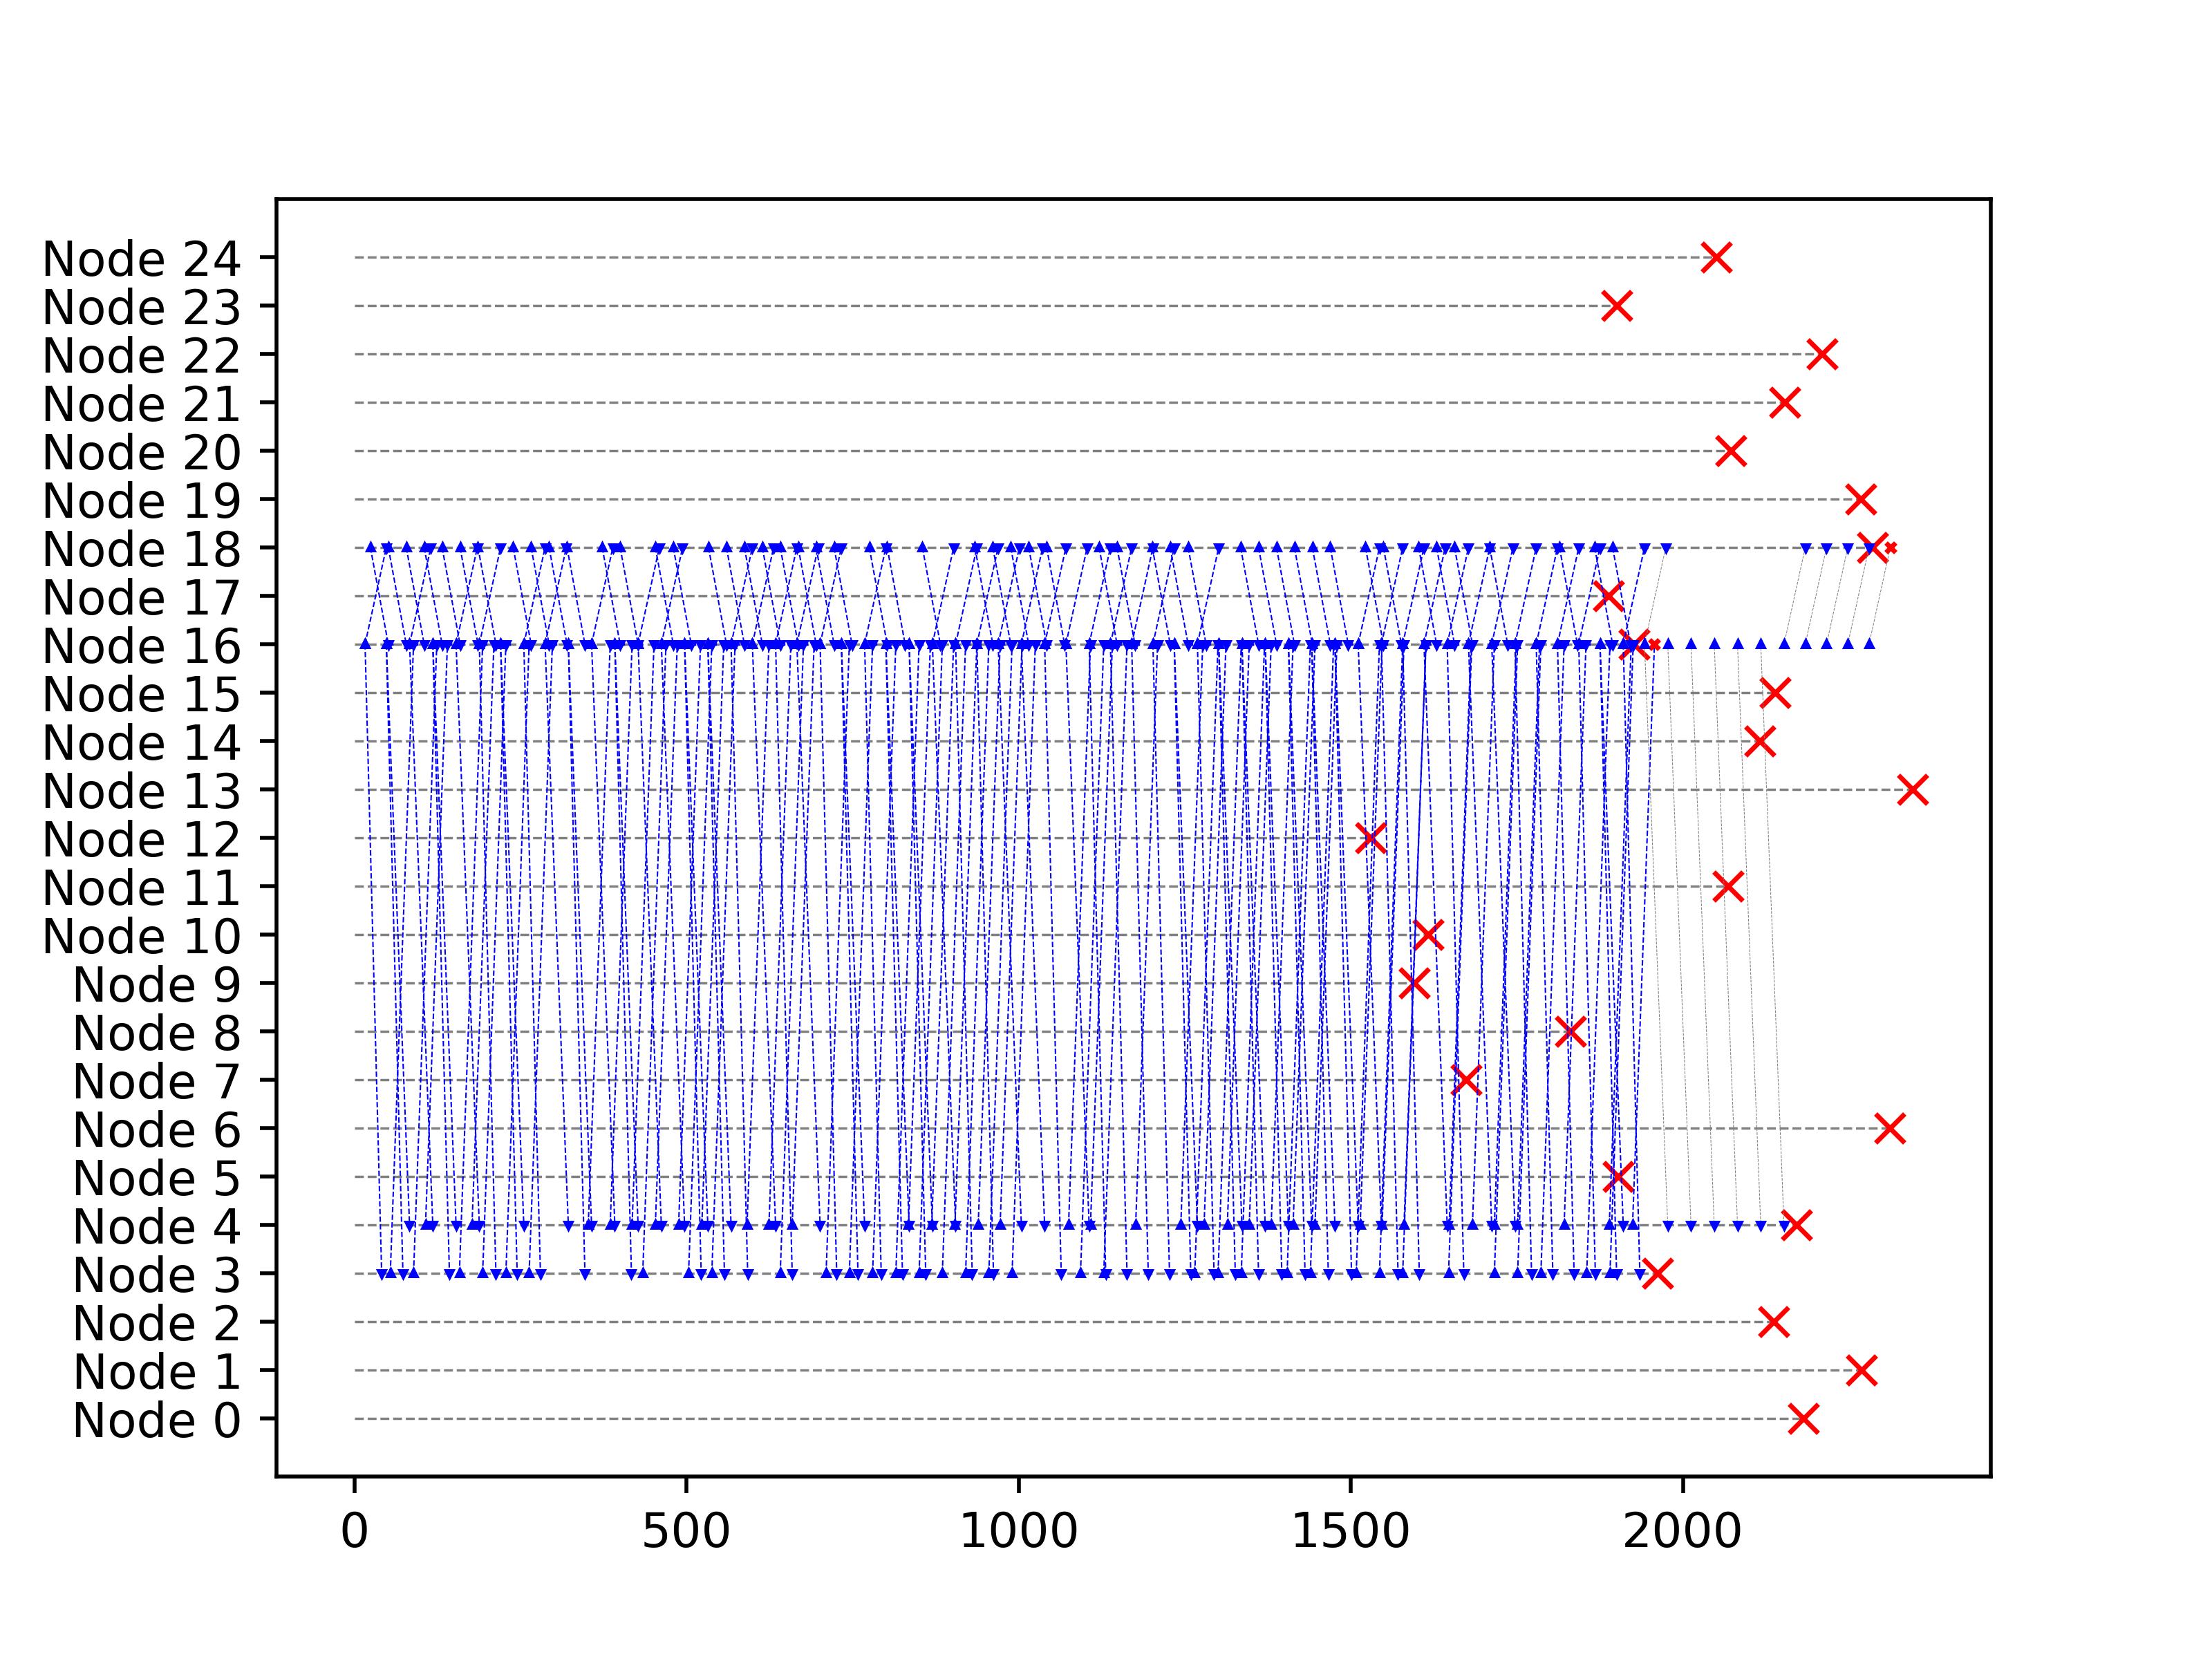 Node 24
Node 23
Node 22
Node 21
Node 20
Node 19
Node 18
Node 17
Node 16
Node 15
Node 14
Node 13
Node 12
Node 11
Node 10
Node 9
Node 8
Node 7
Node 6
Node 5
Node 4
Node 3
Node 2
Node 1
Node 0
0 500 1000 1500 2000